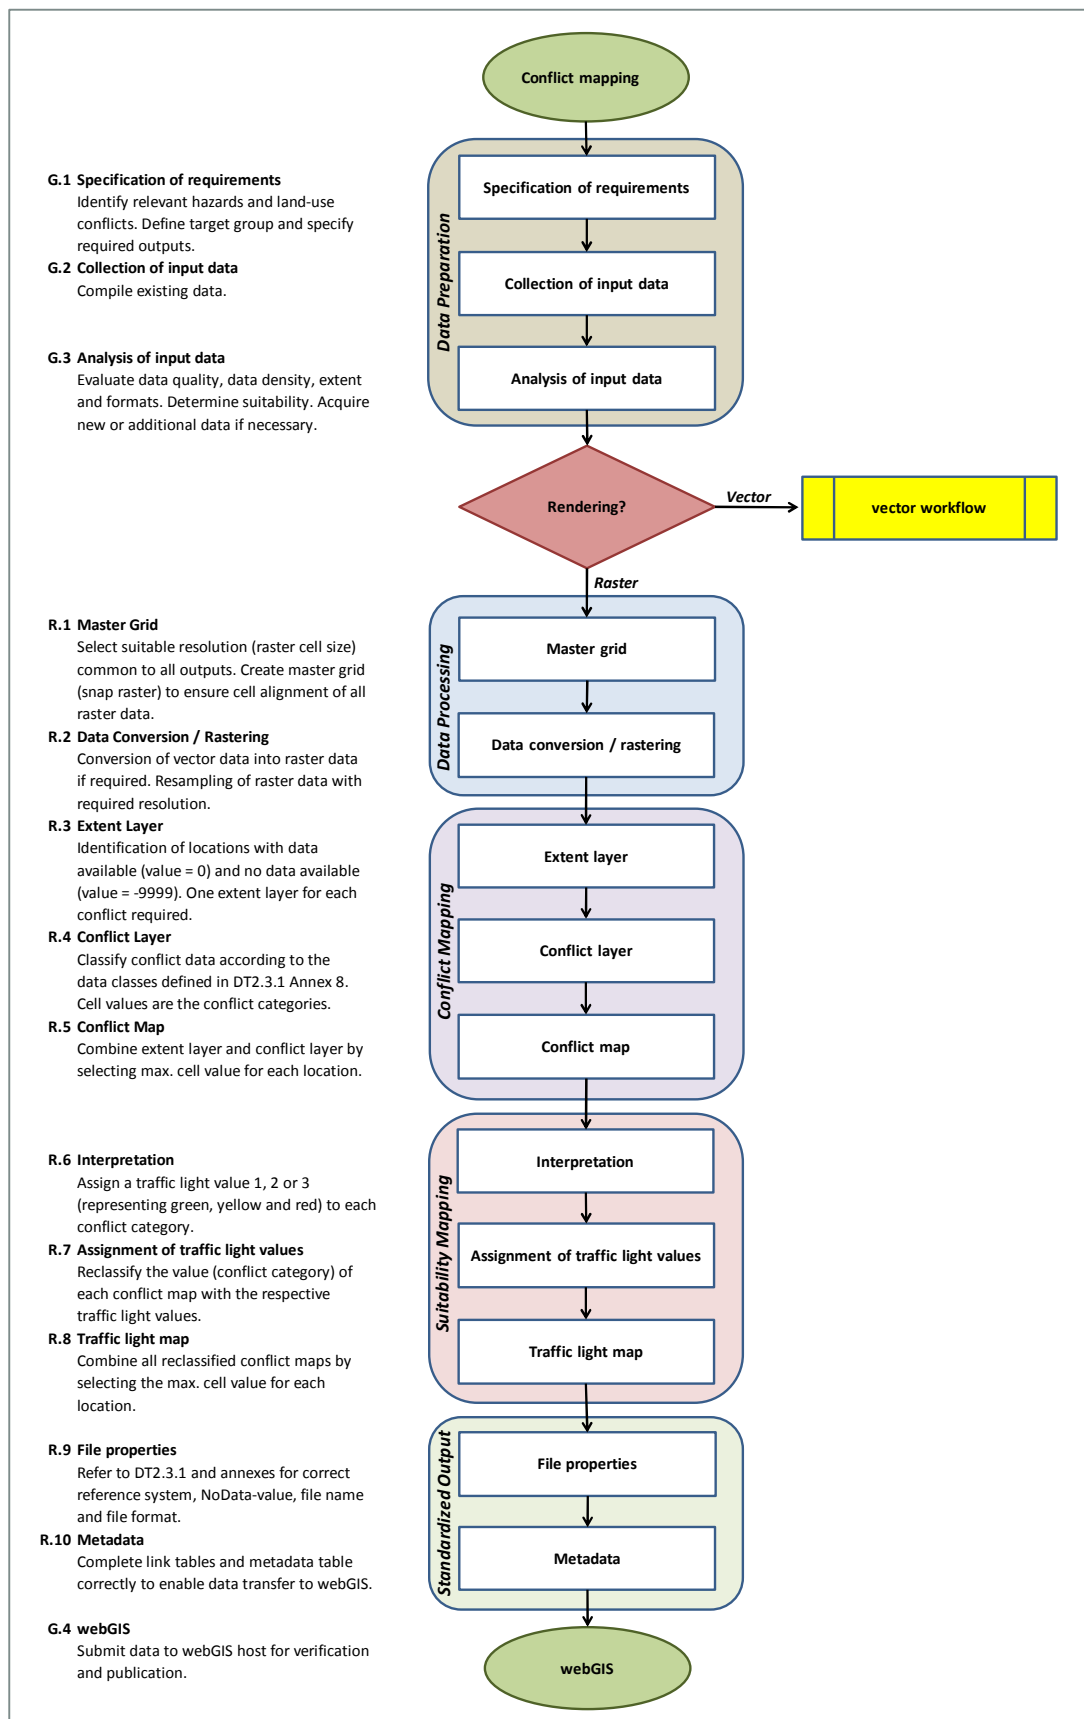 Conflict mapping
G.1 Specification of requirements
Identify relevant hazards and land-use
conflicts. Define target group and specify
required outputs.
G.2 Collection of input data
Compile existing data.
G.3 Analysis of input data
Evaluate data quality, data density, extent
and formats. Determine suitability. Acquire
new or additional data if necessary.
Data Preparation
Specification of requirements
Collection of input data
Analysis of input data
Rendering?
Vector
vector workflow
Raster
R.1 Master Grid
Select suitable resolution (raster cell size)
common to all outputs. Create master grid
(snap raster) to ensure cell alignment of all
raster data.
R.2 Data Conversion / Rastering
Conversion of vector data into raster data
if required. Resampling of raster data with
required resolution.
Data Processing
Master grid
Data conversion / rastering
R.3 Extent Layer
Identification of locations with data
available (value = 0) and no data available
(value = -9999). One extent layer for each
conflict required.
R.4 Conflict Layer
Classify conflict data according to the
data classes defined in DT2.3.1 Annex 8.
Cell values are the conflict categories.
R.5 Conflict Map
Combine extent layer and conflict layer by
selecting max. cell value for each location.
Conflict Mapping
Extent layer
Conflict layer
Conflict map
R.6 Interpretation
Assign a traffic light value 1, 2 or 3
(representing green, yellow and red) to each
conflict category.
R.7 Assignment of traffic light values
Reclassify the value (conflict category) of
each conflict map with the respective
traffic light values.
R.8 Traffic light map
Combine all reclassified conflict maps by
selecting the max. cell value for each
location.
Suitability Mapping
Interpretation
Assignment of traffic light values
Traffic light map
R.9 File properties
Refer to DT2.3.1 and annexes for correct
reference system, NoData-value, file name
and file format.
R.10 Metadata
Complete link tables and metadata table
correctly to enable data transfer to webGIS.
Standardized Output
File properties
Metadata
G.4 webGIS
Submit data to webGIS host for verification
and publication.
webGIS